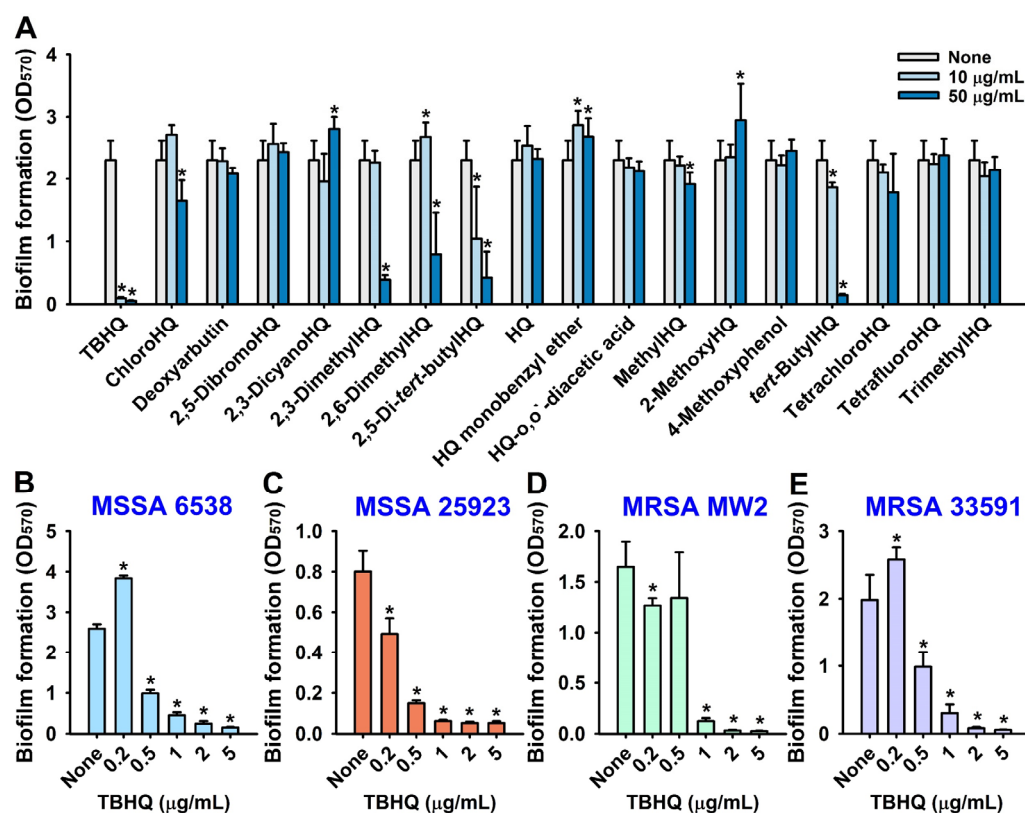 A
Biofilm formation (OD570)
4
3
2
1
0
None
10 μg/mL
50 μg/mL
* * * * * * * * * * * * * * *
TBHQ
ChloroHQ
Deoxyarbutin
2,5-DibromoHQ
2,3-DicyanoHQ
2,3-DimethylHQ
2,6-DimethylHQ
2,5-Di-tert-butylHQ
HQ
HQ monobenzyl ether
HQ-o,o`-diacetic acid
MethylHQ
2-MethoxyHQ
4-Methoxyphenol
tert-ButylHQ
TetrachloroHQ
TetrafluoroHQ
TrimethylHQ
B
MSSA 6538
Biofilm formation (OD570)
5
4
3
2
1
0
* * * * *
None 0.2 0.5 1 2 5
TBHQ (μg/mL)
C
MSSA 25923
Biofilm formation (OD570)
1.0
0.8
0.6
0.4
0.2
0.0
* * * * *
None 0.2 0.5 1 2 5
TBHQ (μg/mL)
D
MRSA MW2
Biofilm formation (OD570)
2.0
1.5
1.0
0.5
0.0
* * * *
None 0.2 0.5 1 2 5
TBHQ (μg/mL)
E
MRSA 33591
Biofilm formation (OD570)
3
2
1
0
* * * * *
None 0.2 0.5 1 2 5
TBHQ (μg/mL)